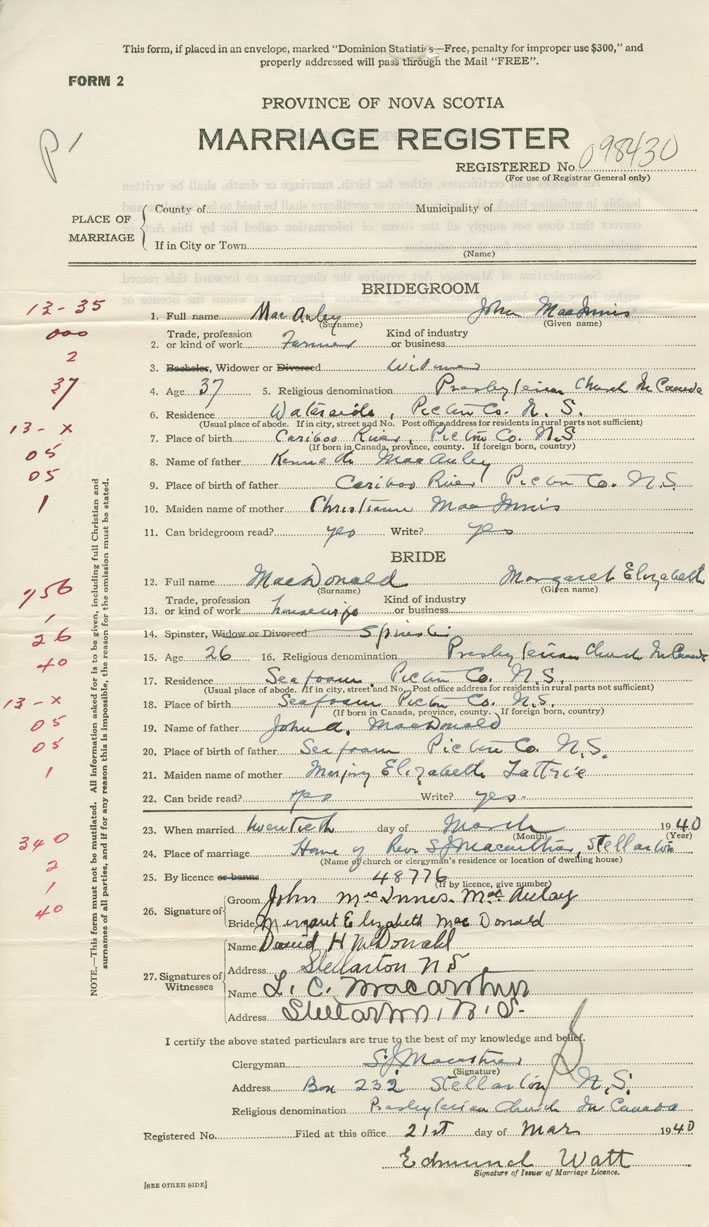 This form, if placed in an envelope, marked "Dominion Statistics—Free, penalty for improper use $300," and
properly addressed will pass through the Mail "FREE".
FORM 2
PROVINCE OF NOVA SCOTIA
P 1
MARRIAGE REGISTER
REGISTERED No. 098430
(For use of Registrar General only)
PLACE OF MARRIAGE
County of Municipality of
If in City or Town
(Name)
BRIDEGROOM
13-35
1. Full name MacAuley John MacInnis
(Surname) (Given name)
000
Trade, profession Kind of industry
2. or kind of work Farmer or business
2
3. Bachelor, Widower or Divorced Widower
37
4. Age 37 5. Religious denomination Presbyterian Church In Canada
6. Residence Waterside, Pictou Co. N. S.
(Usual place of abode. If in city, street and No. Post office address for residents in rural parts not sufficient)
13-X
7. Place of birth Cariboo River, Pictou Co. N.S
(If born in Canada, province, county. If foreign born, country)
05
8. Name of father Kenneth MacAuley
05
9. Place of birth of father Cariboo River Pictou Co. N.S.
1
10. Maiden name of mother Christianne MacInnis
11. Can bridegroom read? yes Write? yes
BRIDE
12. Full name MacDonald Margaret Elizabeth
(Surname) (Given name)
956
Trade, profession Kind of industry
13. or kind of work housewife or business
1
14. Spinster, Widow or Divorced Spinster
26
15. Age 26 16. Religious denomination Presbyterian Church In Canada
40
17. Residence Seafoam, Pictou Co. N.S.
(Usual place of abode. If in city, street and No. Post office address for residents in rural parts not sufficient)
13-X
18. Place of birth Seafoam Pictou Co. N.S.
(If born in Canada, province, county. If foreign born, country)
05
19. Name of father John A. MacDonald
05
20. Place of birth of father Seafoam Pictou Co. N.S.
1
21. Maiden name of mother Marjory Elizabeth Tattrie
22. Can bride read? yes Write? yes.
23. When married twentieth day of March 1940
(Month) (Year)
340
24. Place of marriage Home of Rev S J Macarthur, Stellarton
(Name of church or clergyman's residence or location of dwelling house)
2
25. By licence or banns 48776
(If by licence, give number)
1
26. Signature of
Groom John MacInnes MacAulay
40
Bride Margaret Elizabeth MacDonald
27. Signatures of Witnesses
Name David H McDonald
Address Stellarton NS
Name L. C. Macarthur
Address Stellarton, N.S.
NOTE.—This form must not be mutilated. All information asked for is to be given, including full Christian and
surnames of all parties, and if for any reason this is impossible, the reason for the omission must be stated.
I certify the above stated particulars are true to the best of my knowledge and belief.
Clergyman S. J. Macarthur
(Signature)
Address Box 232 Stellarton N.S.
Religious denomination Presbyterian Church In Canada
Registered No. Filed at this office 21st day of Mar 1940
Edmund Watt
Signature of Issuer of Marriage Licence.
[SEE OTHER SIDE]